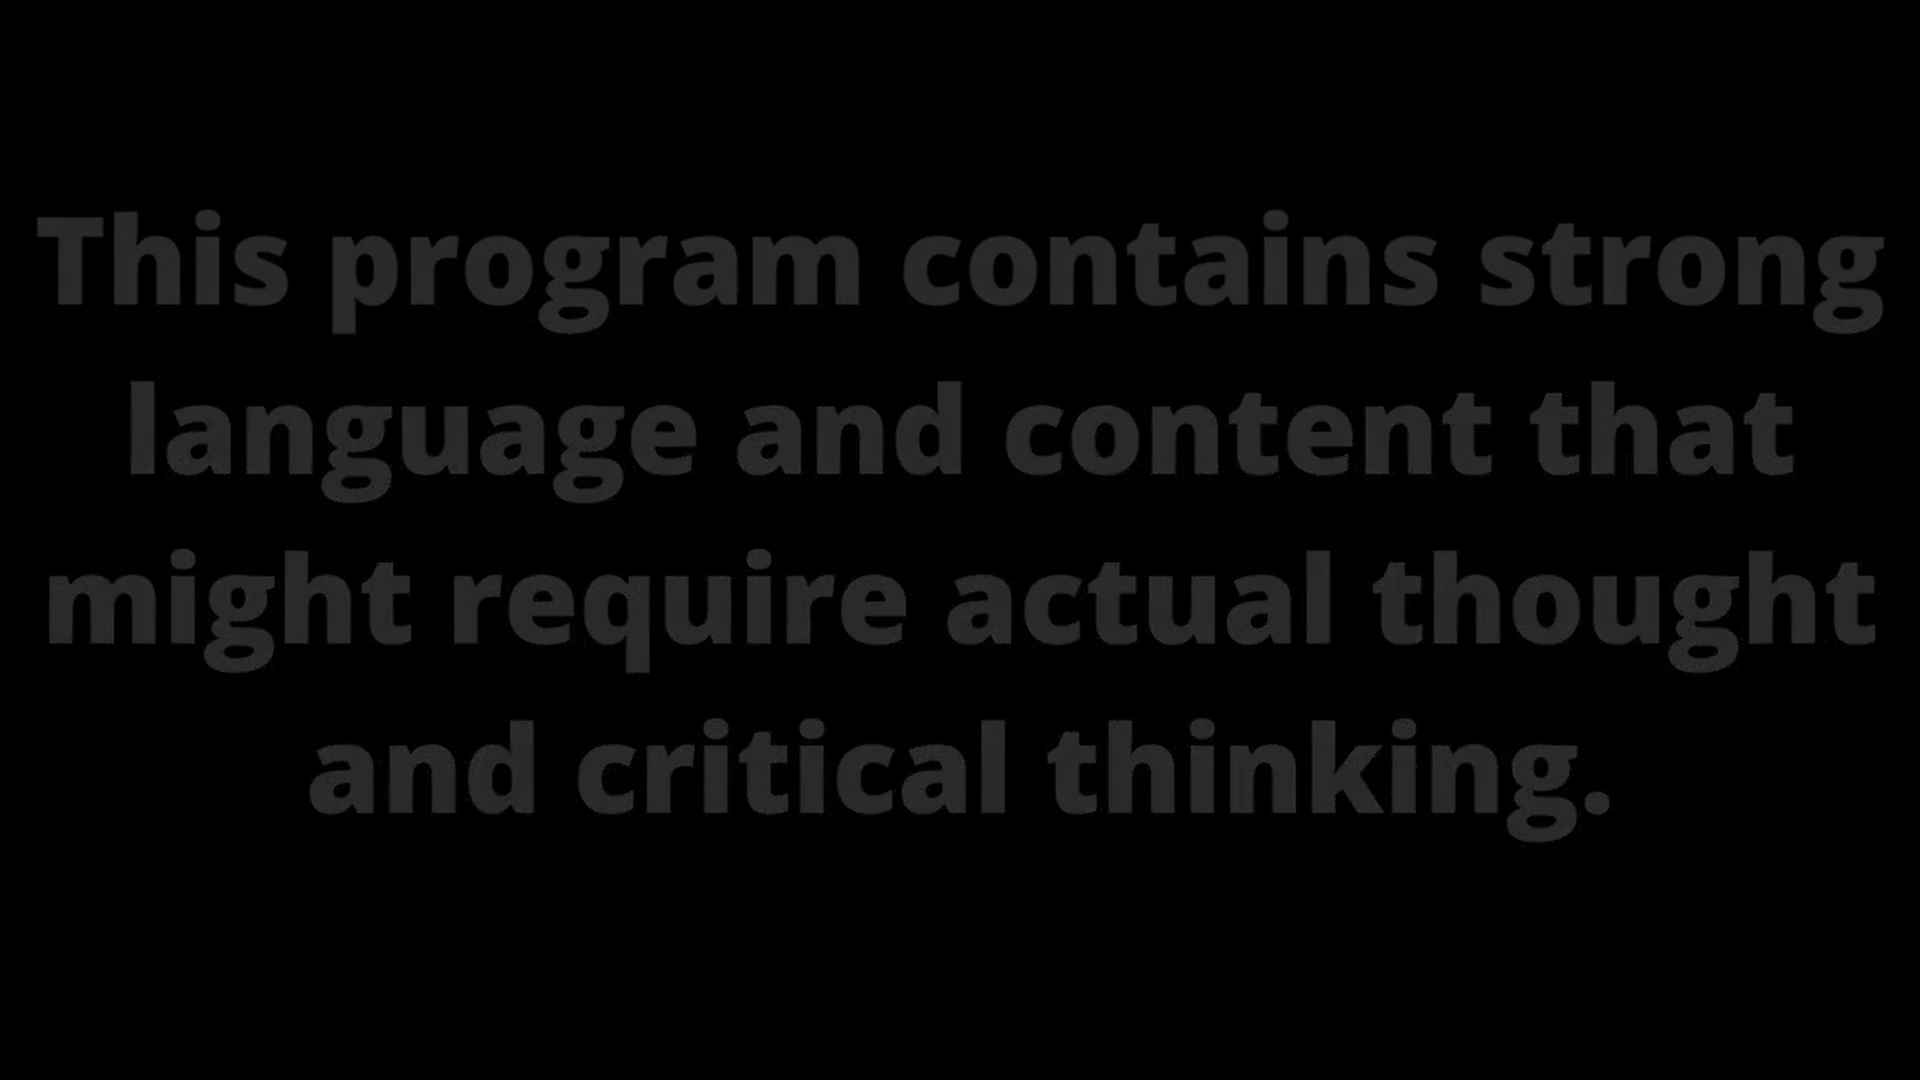 This program contains strong
language and content that
might require actual thought
and critical thinking.